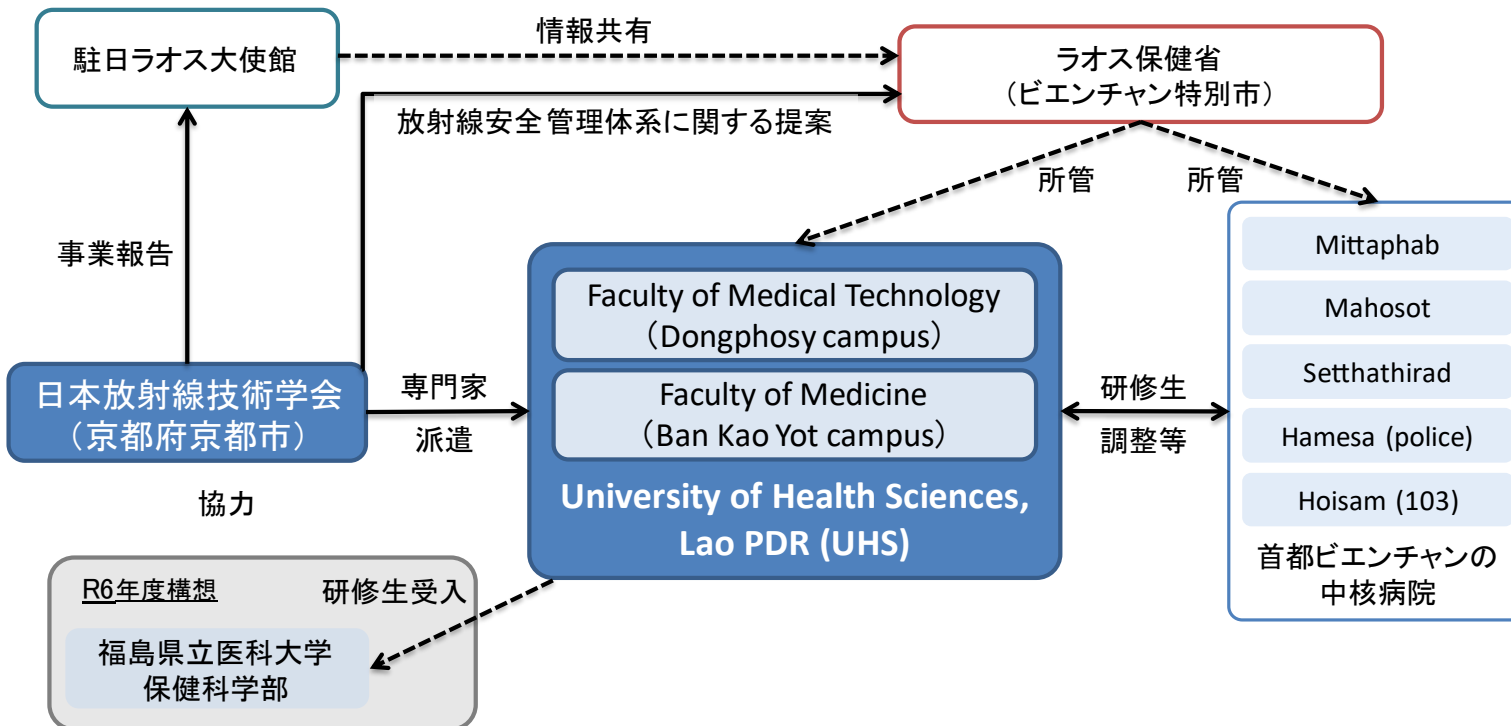 駐日ラオス大使館
情報共有
ラオス保健省
（ビエンチャン特別市）
放射線安全管理体系に関する提案
所管
所管
事業報告
日本放射線技術学会
（京都府京都市）
専門家
派遣
Faculty of Medical Technology
（Dongphosy campus）
Faculty of Medicine
（Ban Kao Yot campus）
University of Health Sciences,
Lao PDR (UHS)
研修生
調整等
Mittaphab
Mahosot
Setthathirad
Hamesa (police)
Hoisam (103)
首都ビエンチャンの
中核病院
協力
R6年度構想
研修生受入
福島県立医科大学
保健科学部